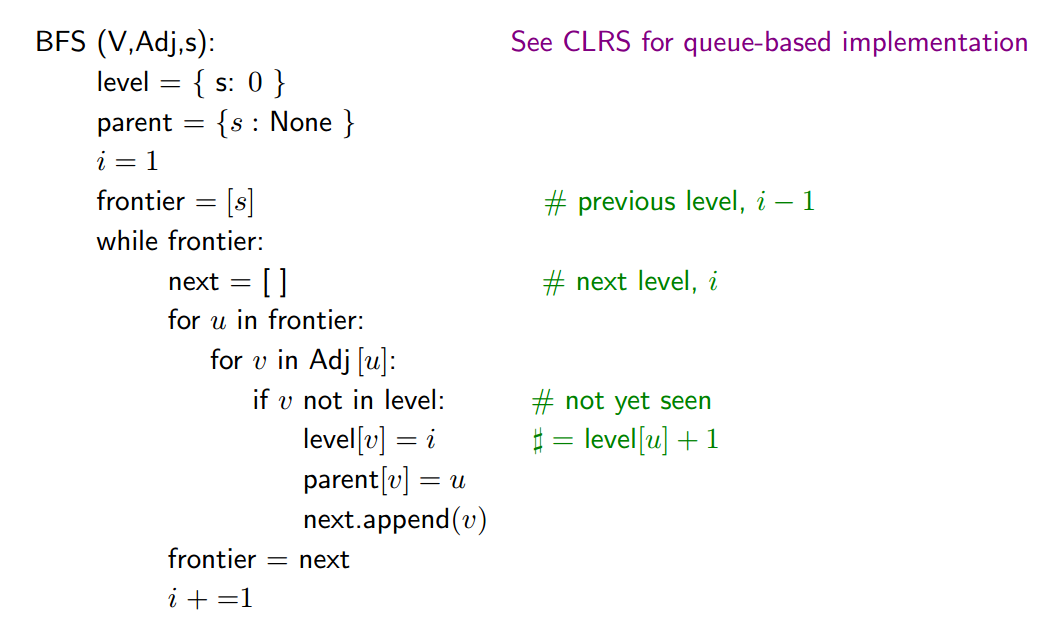 BFS (V,Adj,s): See CLRS for queue-based implementation
level = { s: 0 }
parent = {s : None }
i = 1
frontier = [s] # previous level, i − 1
while frontier:
next = [ ] # next level, i
for u in frontier:
for v in Adj [u]:
if v not in level: # not yet seen
level[v] = i ♯ = level[u] + 1
parent[v] = u
next.append(v)
frontier = next
i + =1